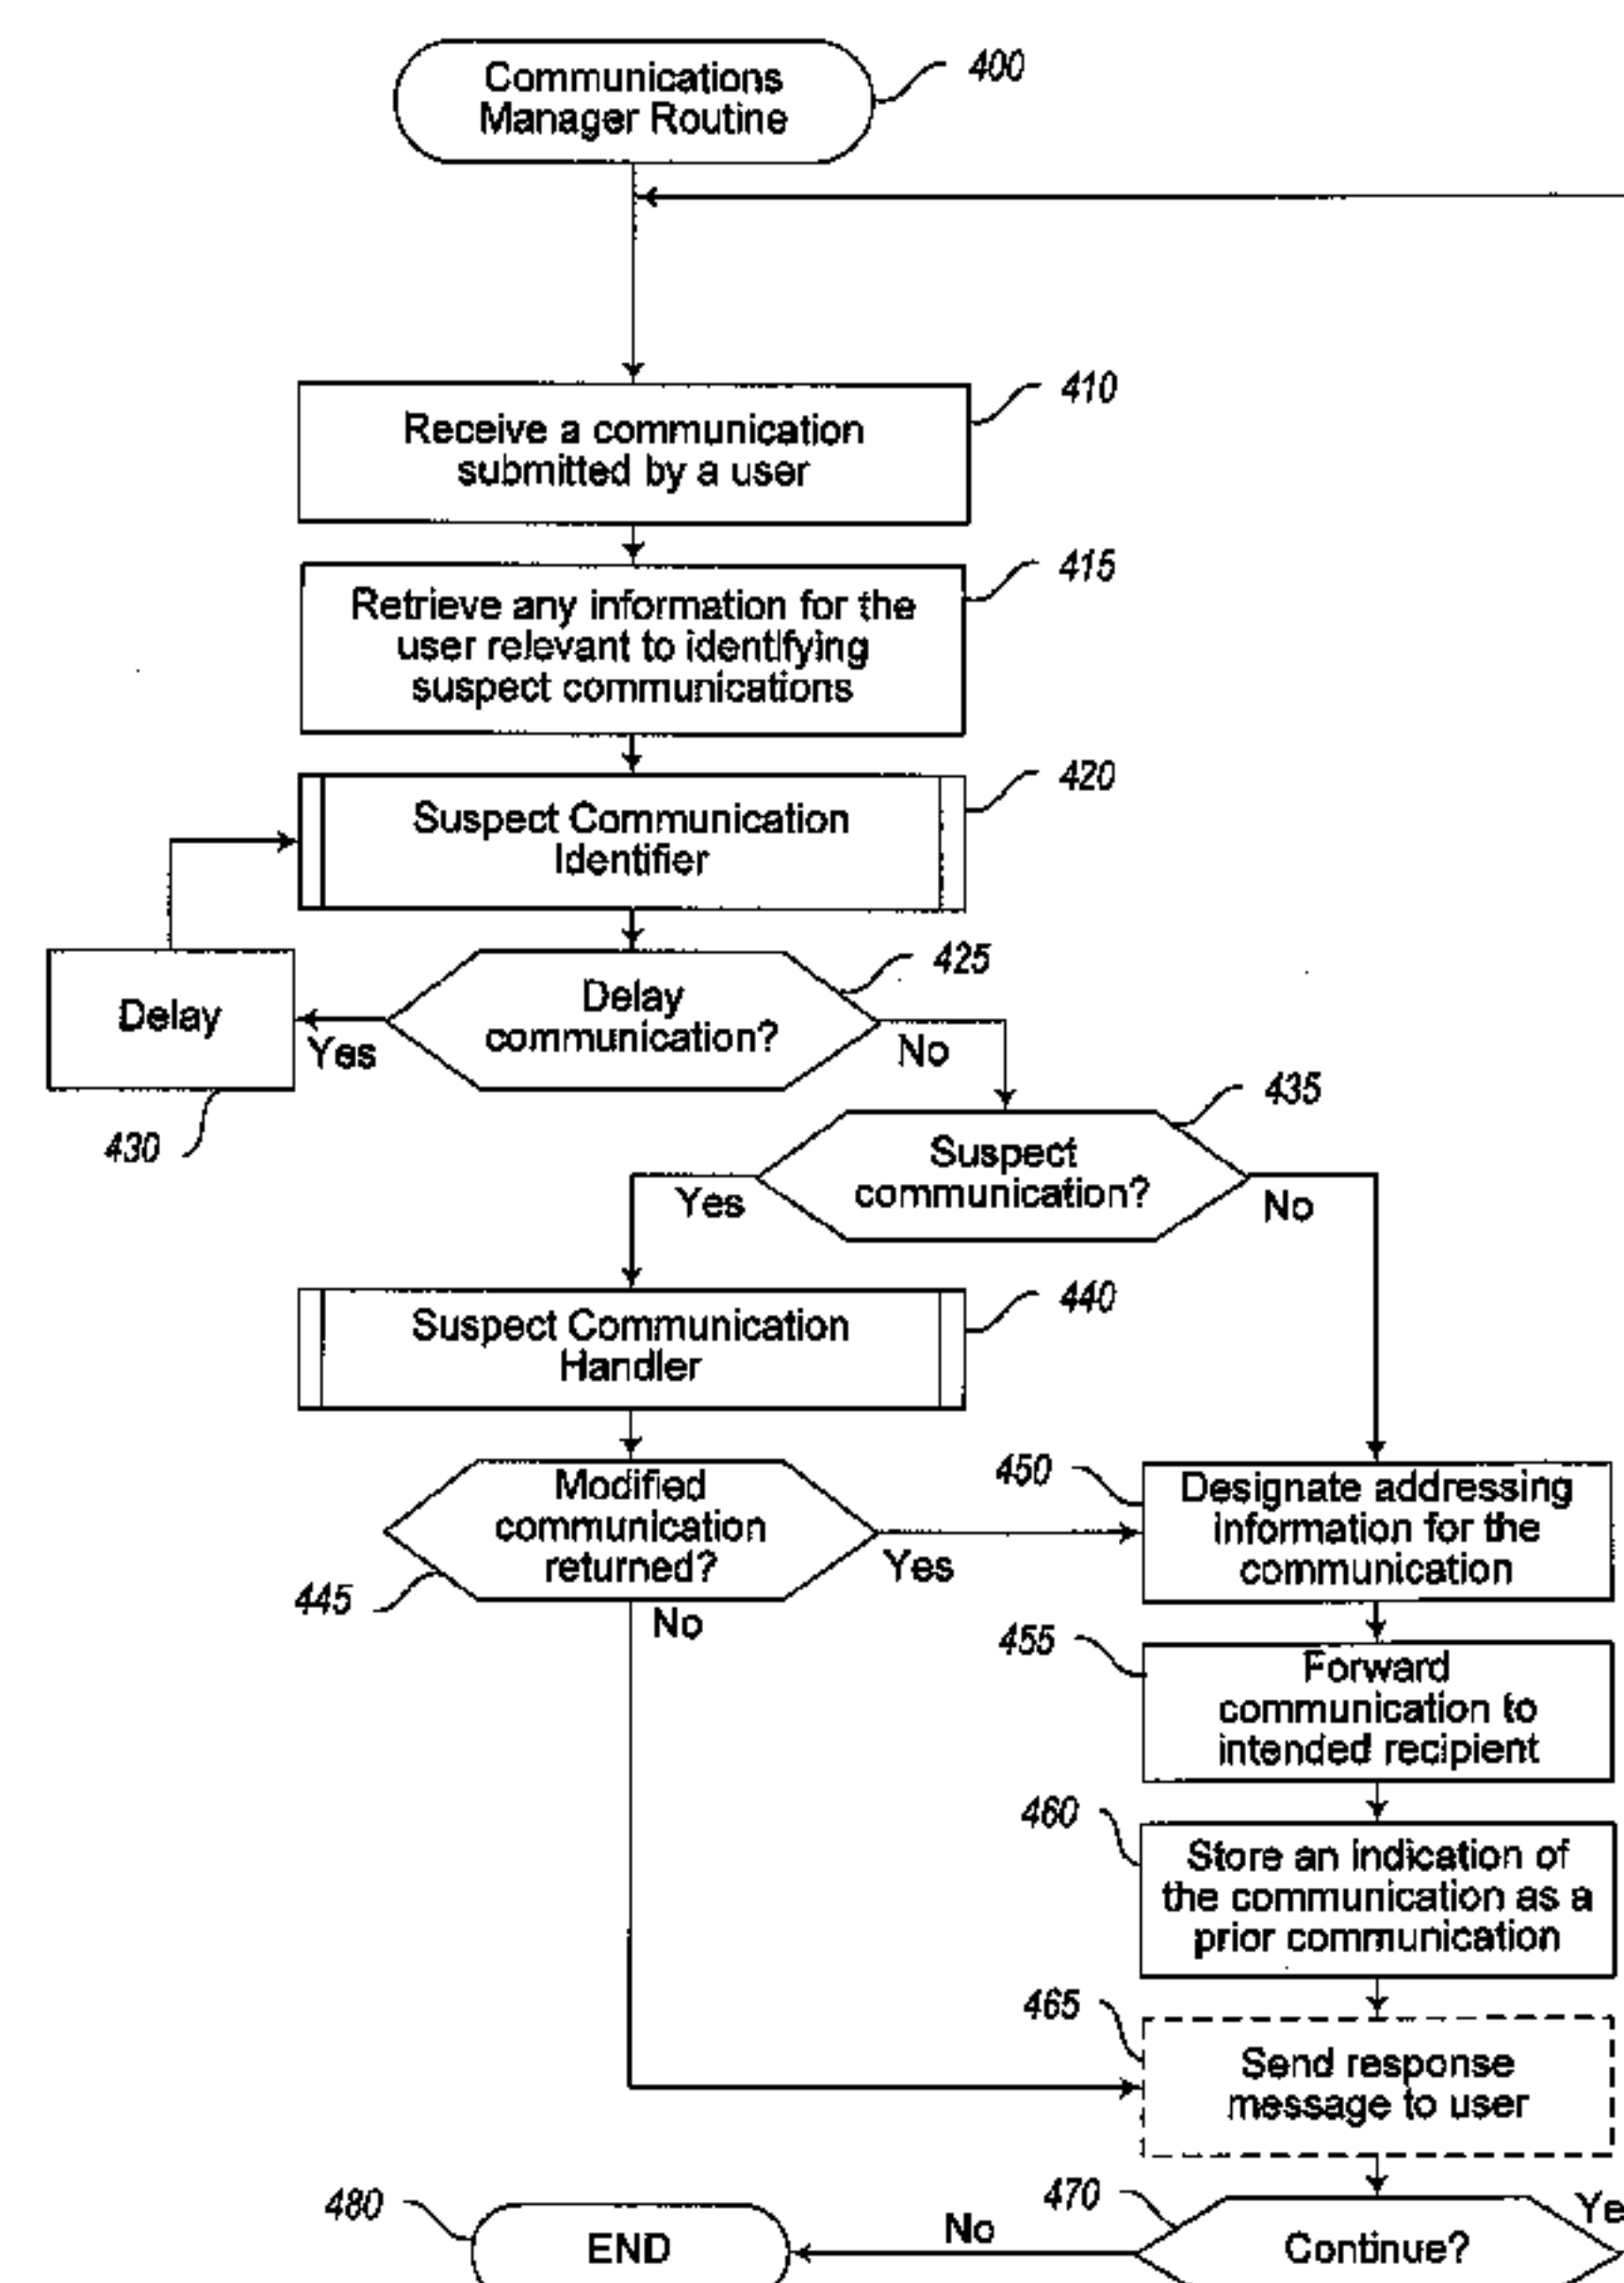 Communications
Manager Routine
400
Receive a communication
submitted by a user
410
Retrieve any information for the
user relevant to identifying
suspect communications
415
Suspect Communication
Identifier
420
Delay
communication?
425
Yes
No
Delay
430
Suspect
communication?
435
Yes
No
Suspect Communication
Handler
440
Modified
communication
returned?
445
Yes
No
450
Designate addressing
information for the
communication
455
Forward
communication to
intended recipient
460
Store an indication of
the communication as a
prior communication
465
Send response
message to user
470
Continue?
Ye
No
480
END